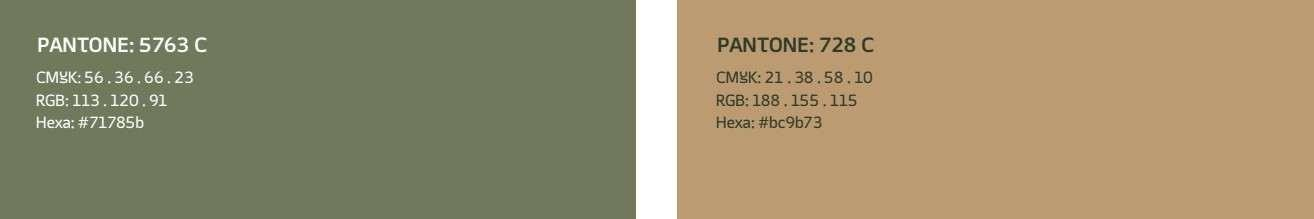 PANTONE: 5763 C
CMYK: 56 . 36 . 66 . 23
RGB: 113 . 120 . 91
Hexa: #71785b
PANTONE: 728 C
CMYK: 21 . 38 . 58 . 10
RGB: 188 . 155 . 115
Hexa: #bc9b73